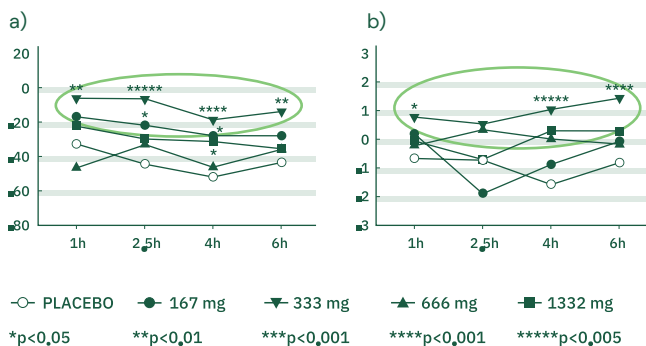 a) b)
20 3
** ***** **** **
0 2
* * ****
* *****
-20 1
*
-40 0
-60 -1
-80 -3
1h 2.5h 4h 6h 1h 2.5h 4h 6h
PLACEBO 167 mg 333 mg 666 mg 1332 mg
*p<0.05 **p<0.01 ***p<0.001 ****p<0.001 *****p<0.005